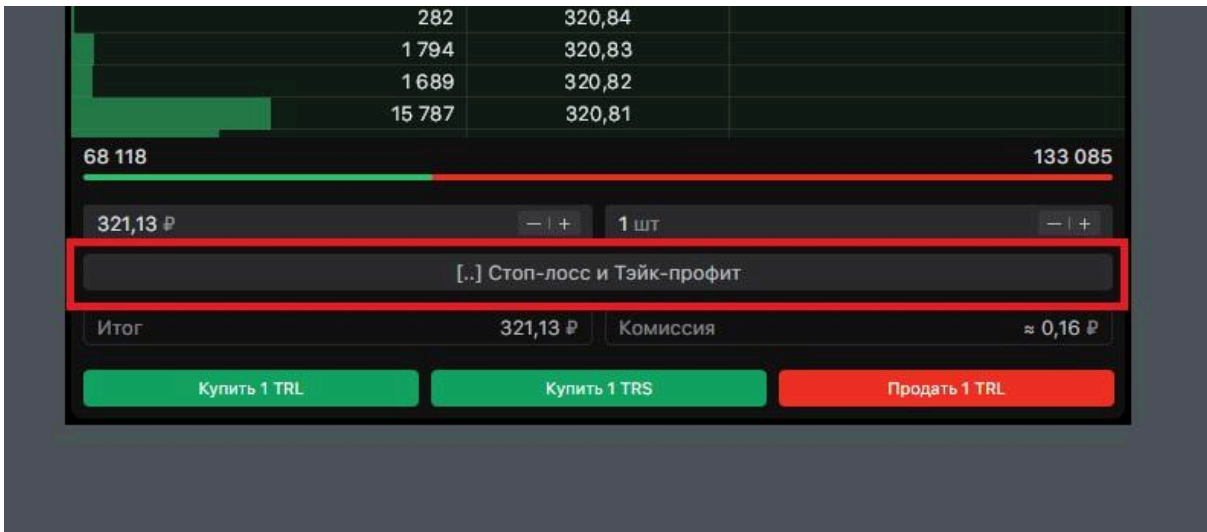 282 320,84
1 794 320,83
1 689 320,82
15 787 320,81
68 118 133 085
321,13 ₽ — | + 1 шт — | +
[..] Стоп-лосс и Тэйк-профит
Итог 321,13 ₽ Комиссия ≈ 0,16 ₽
Купить 1 TRL Купить 1 TRS Продать 1 TRL